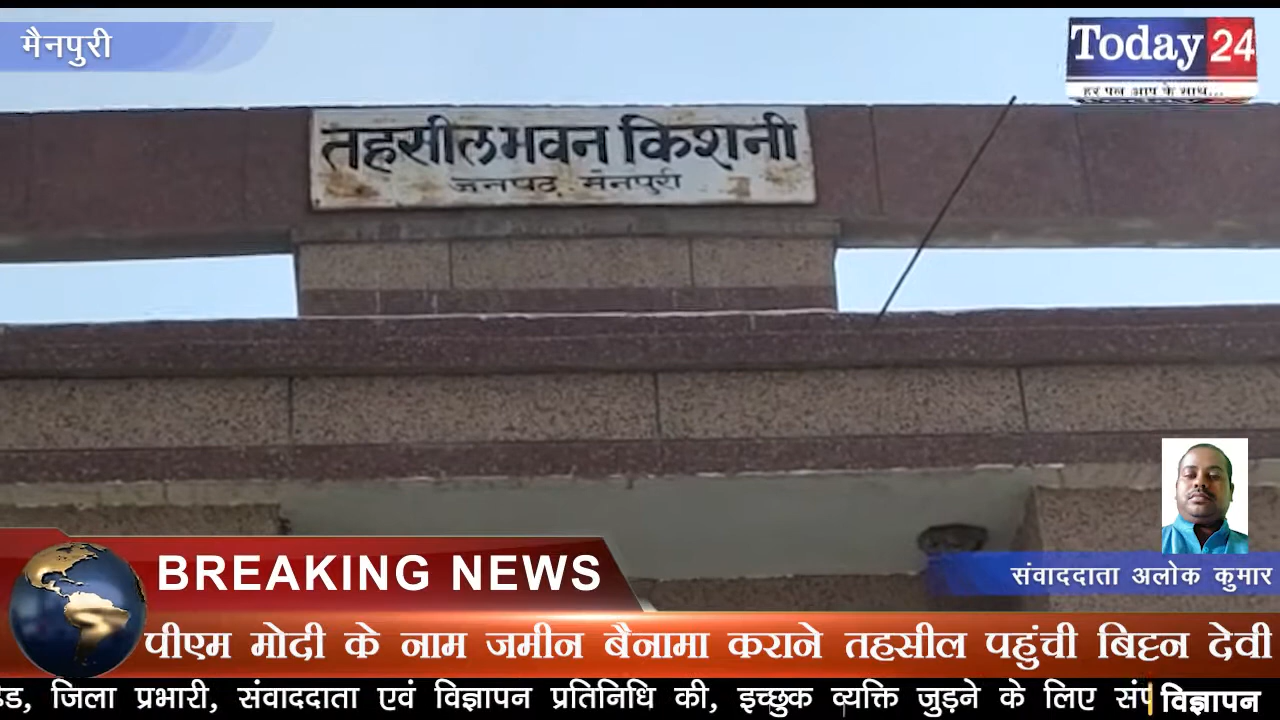 मैनपुरी
Today 24
हर पल आप के साथ...
तहसील भवन किशनी
जनपद मैनपुरी
संवाददाता अलोक कुमार
BREAKING NEWS
पीएम मोदी के नाम जमीन बैनामा कराने तहसील पहुंची बिट्टन देवी
जिला प्रभारी, संवाददाता एवं विज्ञापन प्रतिनिधि की, इच्छुक व्यक्ति जुड़ने के लिए
विज्ञापन